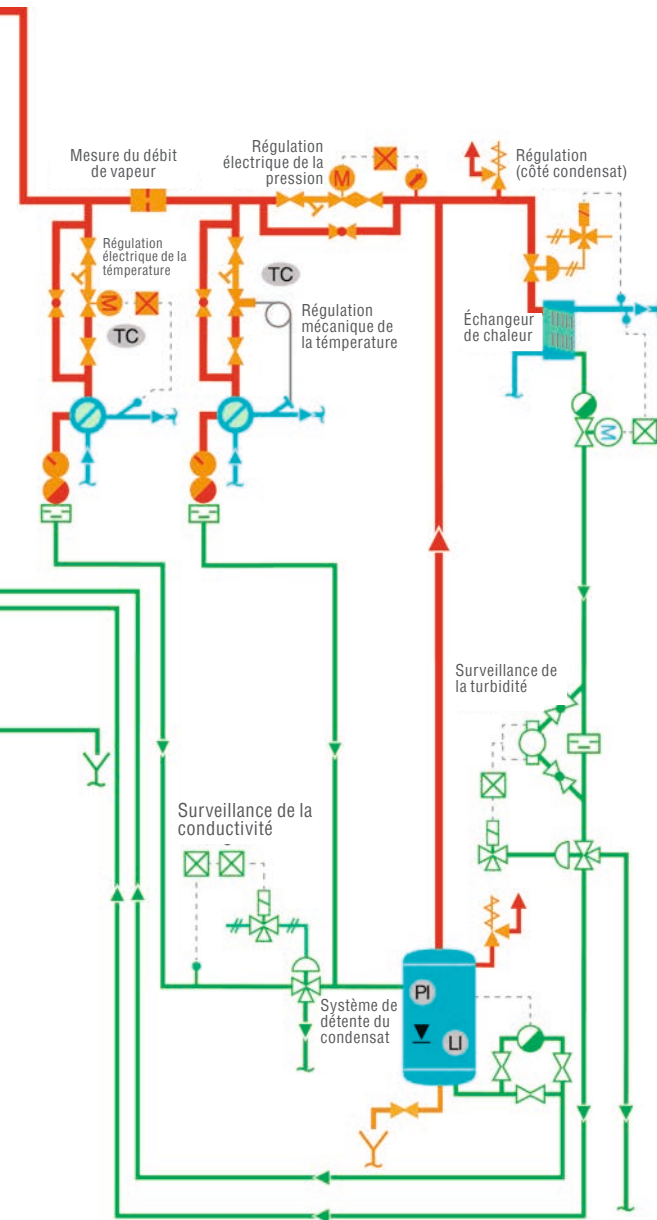 Mesure du débit
de vapeur
Régulation
électrique de la
pression
M
Régulation
(côté condensat)
Régulation
électrique de la
témpérature
M
TC
TC
Régulation
mécanique de
la témpérature
Échangeur
de chaleur
M
Surveillance de
la turbidité
Surveillance de la
conductivité
Système de
détente du
condensat
PI
LI